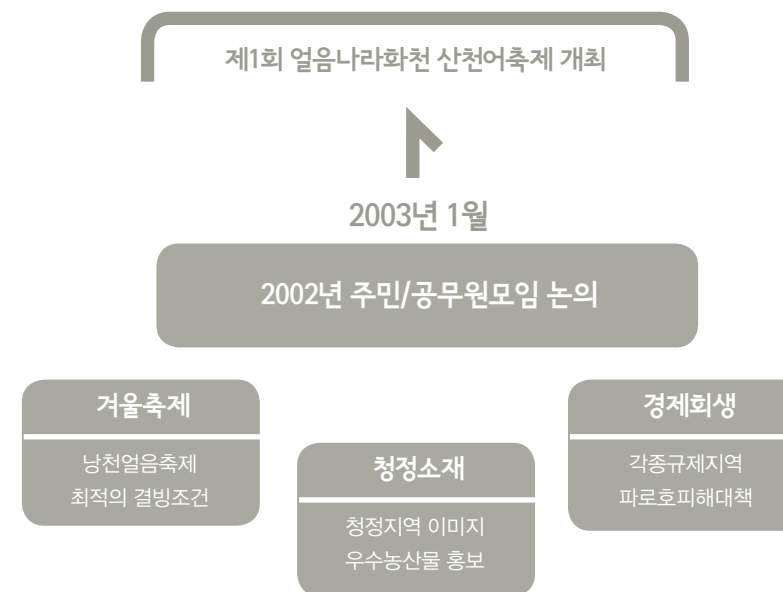 제1회 얼음나라화천 산천어축제 개최
2003년 1월
2002년 주민/공무원모임 논의
겨울축제
낭천얼음축제
최적의 결빙조건
청정소재
청정지역 이미지
우수농산물 홍보
경제회생
각종규제지역
파로호피해대책